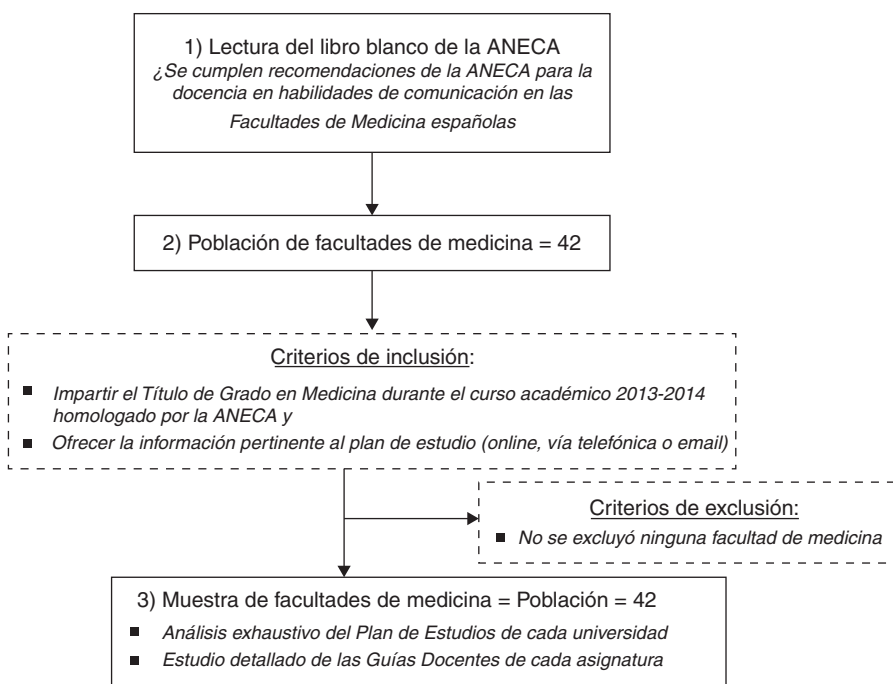 1) Lectura del libro blanco de la ANECA
¿Se cumplen recomendaciones de la ANECA para la
docencia en habilidades de comunicación en las
Facultades de Medicina españolas
2) Población de facultades de medicina = 42
Criterios de inclusión:
■ Impartir el Título de Grado en Medicina durante el curso académico 2013-2014
homologado por la ANECA y
■ Ofrecer la información pertinente al plan de estudio (online, vía telefónica o email)
Criterios de exclusión:
■ No se excluyó ninguna facultad de medicina
3) Muestra de facultades de medicina = Población = 42
■ Análisis exhaustivo del Plan de Estudios de cada universidad
■ Estudio detallado de las Guías Docentes de cada asignatura